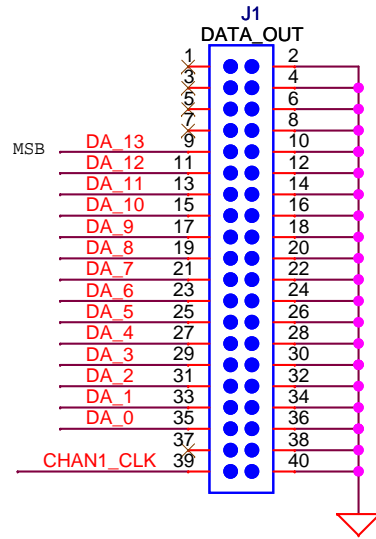 J1
DATA_OUT
1 2
3 4
5 6
7 8
MSB DA_13 9 10
DA_12 11 12
DA_11 13 14
DA_10 15 16
DA_9 17 18
DA_8 19 20
DA_7 21 22
DA_6 23 24
DA_5 25 26
DA_4 27 28
DA_3 29 30
DA_2 31 32
DA_1 33 34
DA_0 35 36
37 38
CHAN1_CLK 39 40